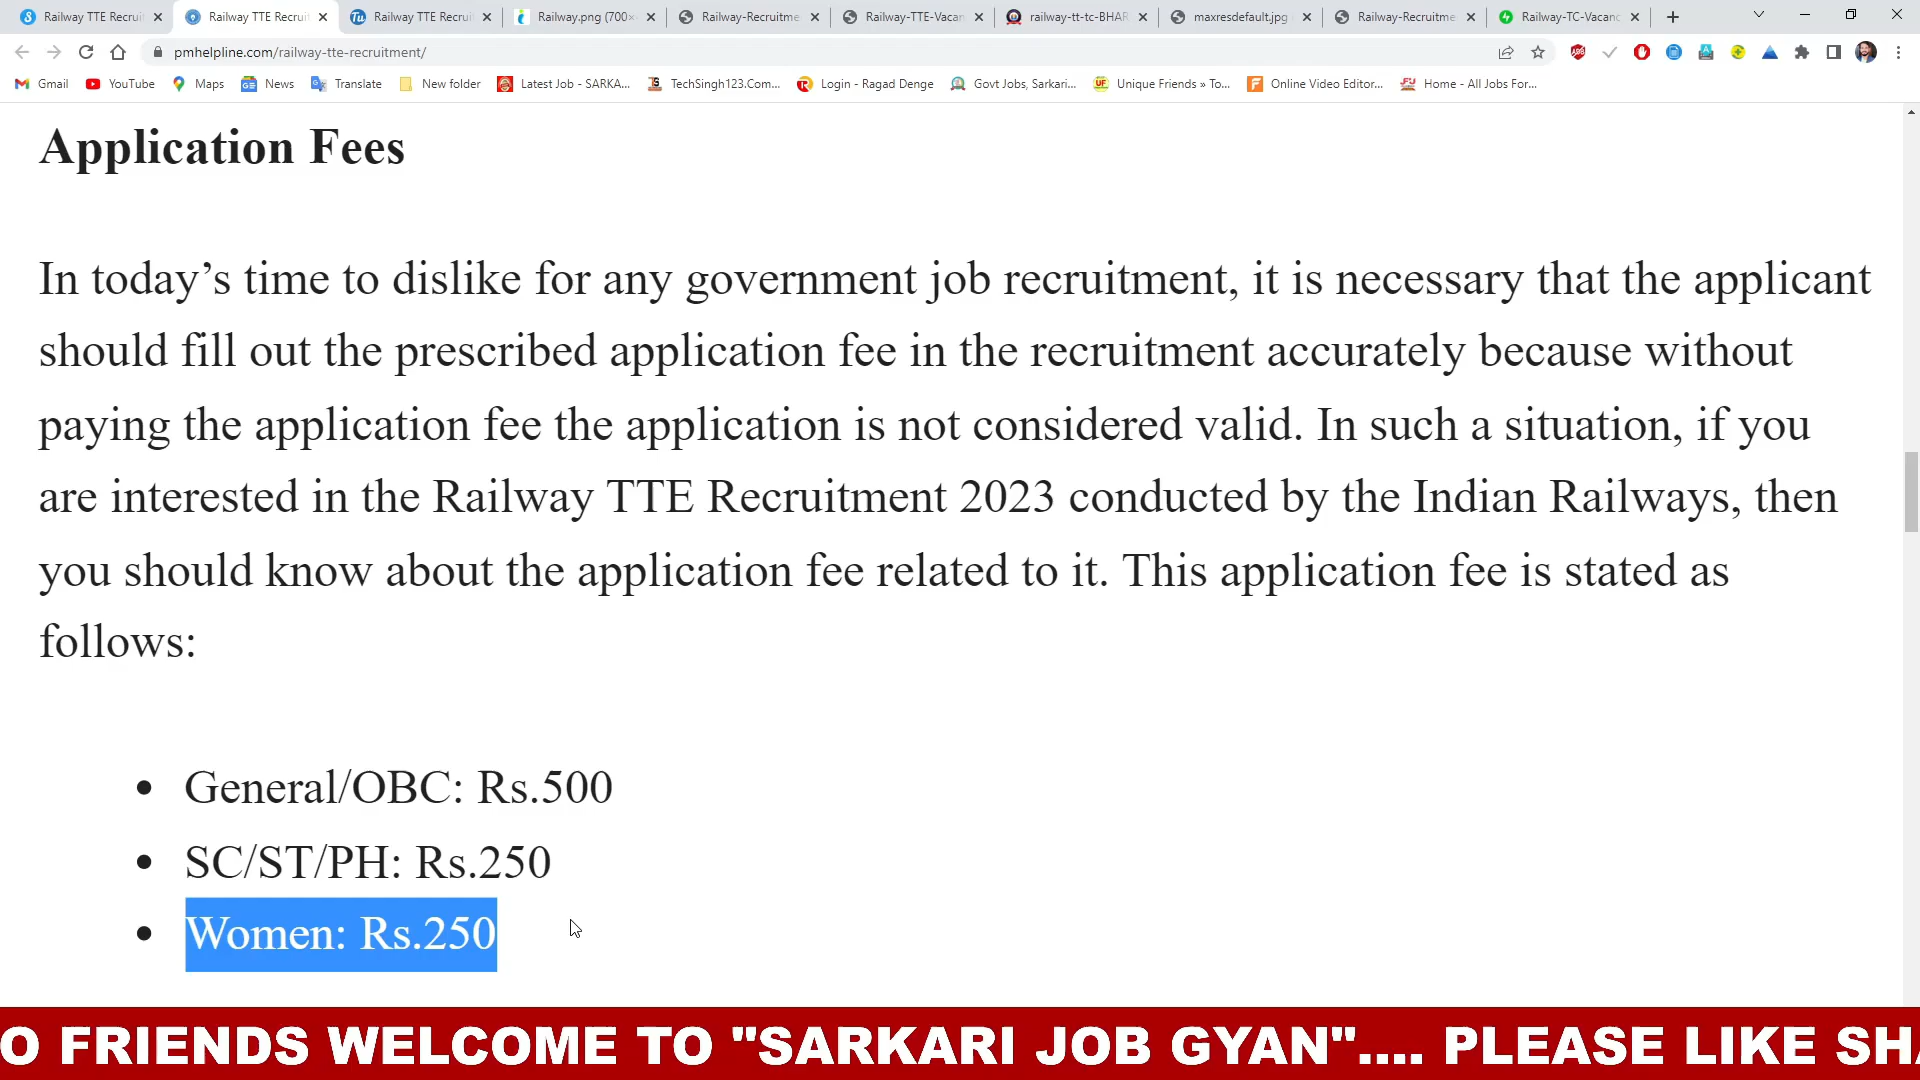 Railway TTE Recruit
Railway TTE Recruit
Railway TTE Recruit
Railway.png (700×
Railway-Recruitme
Railway-TTE-Vacan
railway-tt-tc-BHAR
maxresdefault.jpg
Railway-Recruitme
Railway-TC-Vacanc
pmhelpline.com/railway-tte-recruitment/
Gmail
YouTube
Maps
News
Translate
New folder
Latest Job - SARKA...
TechSingh123.Com...
Login - Ragad Denge
Govt Jobs, Sarkari...
Unique Friends » To...
Online Video Editor...
Home - All Jobs For...
Application Fees
In today’s time to dislike for any government job recruitment, it is necessary that the applicant
should fill out the prescribed application fee in the recruitment accurately because without
paying the application fee the application is not considered valid. In such a situation, if you
are interested in the Railway TTE Recruitment 2023 conducted by the Indian Railways, then
you should know about the application fee related to it. This application fee is stated as
follows:
• General/OBC: Rs.500
• SC/ST/PH: Rs.250
• Women: Rs.250
O FRIENDS WELCOME TO "SARKARI JOB GYAN".... PLEASE LIKE SHA